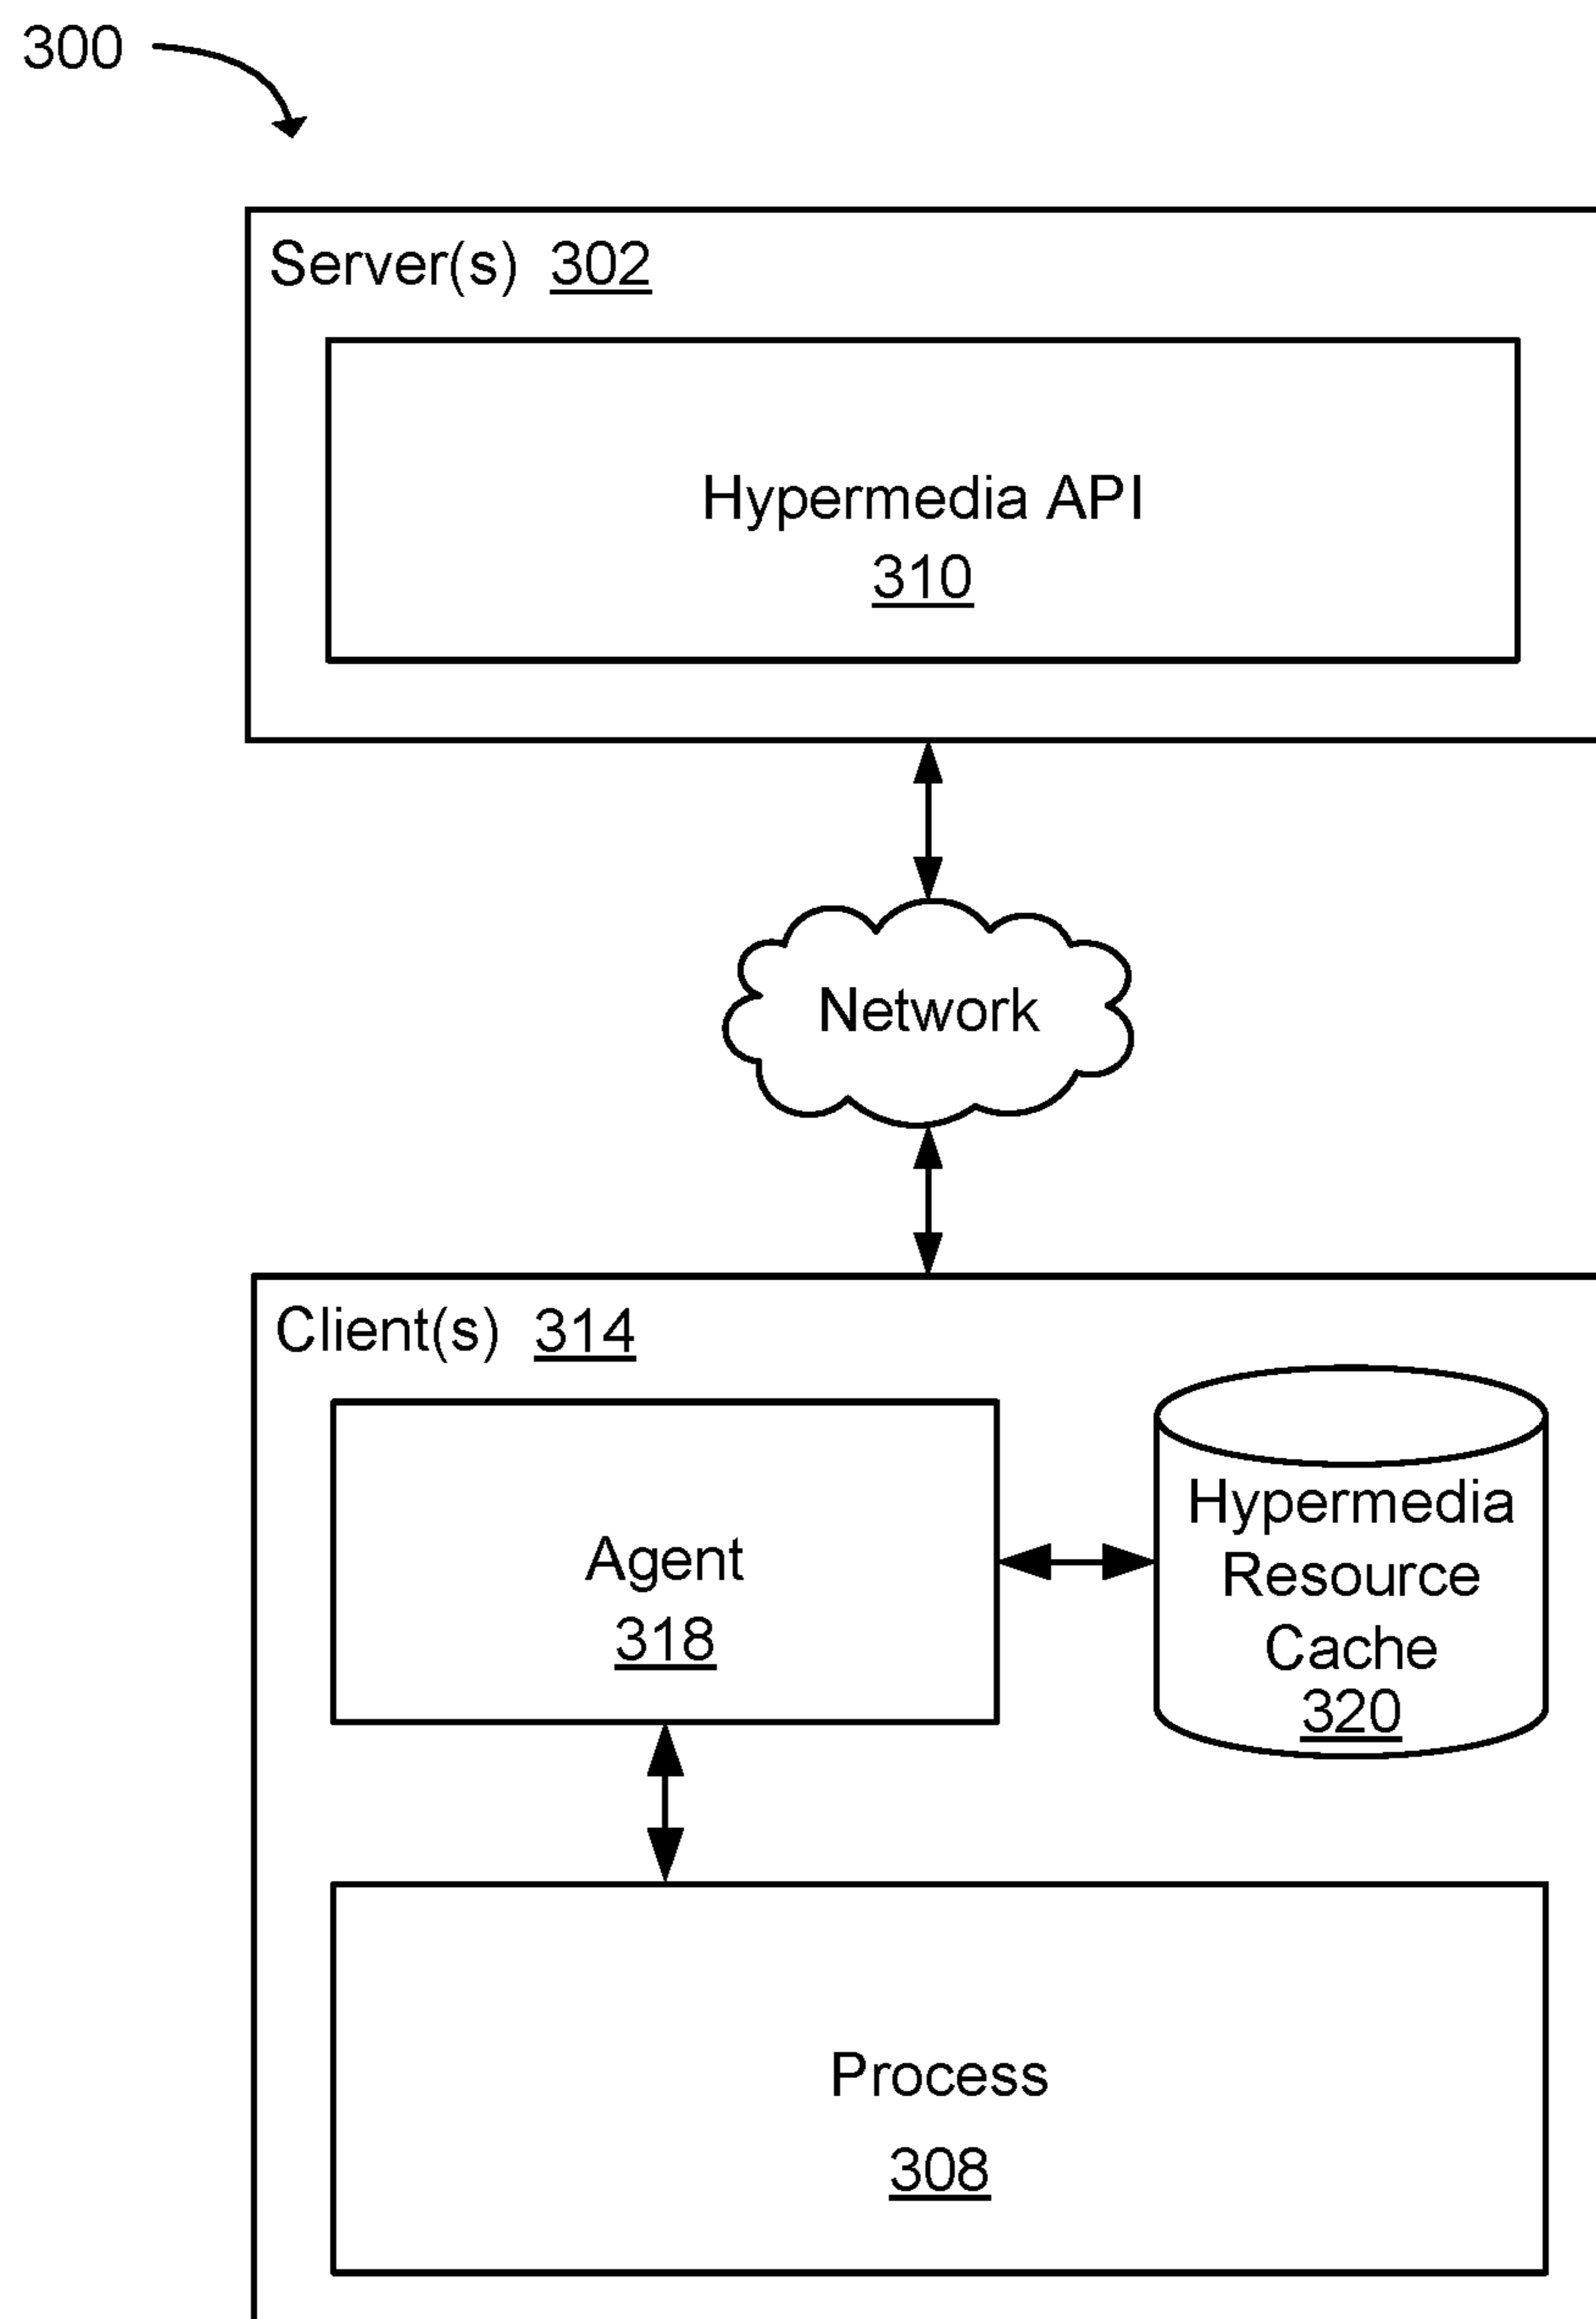 300
Server(s) 302
Hypermedia API
310
Network
Client(s) 314
Agent
318
Hypermedia
Resource
Cache
320
Process
308